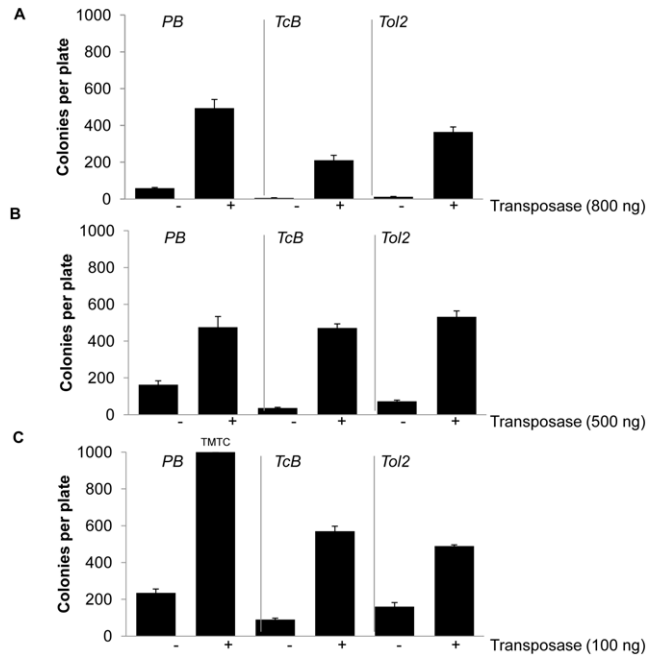 A
PB TcB Tol2
Colonies per plate
1000
800
600
400
200
0
- + - + - + Transposase (800 ng)
B
PB TcB Tol2
Colonies per plate
1000
800
600
400
200
0
- + - + - + Transposase (500 ng)
C
TMTC
PB TcB Tol2
Colonies per plate
1000
800
600
400
200
0
- + - + - + Transposase (100 ng)